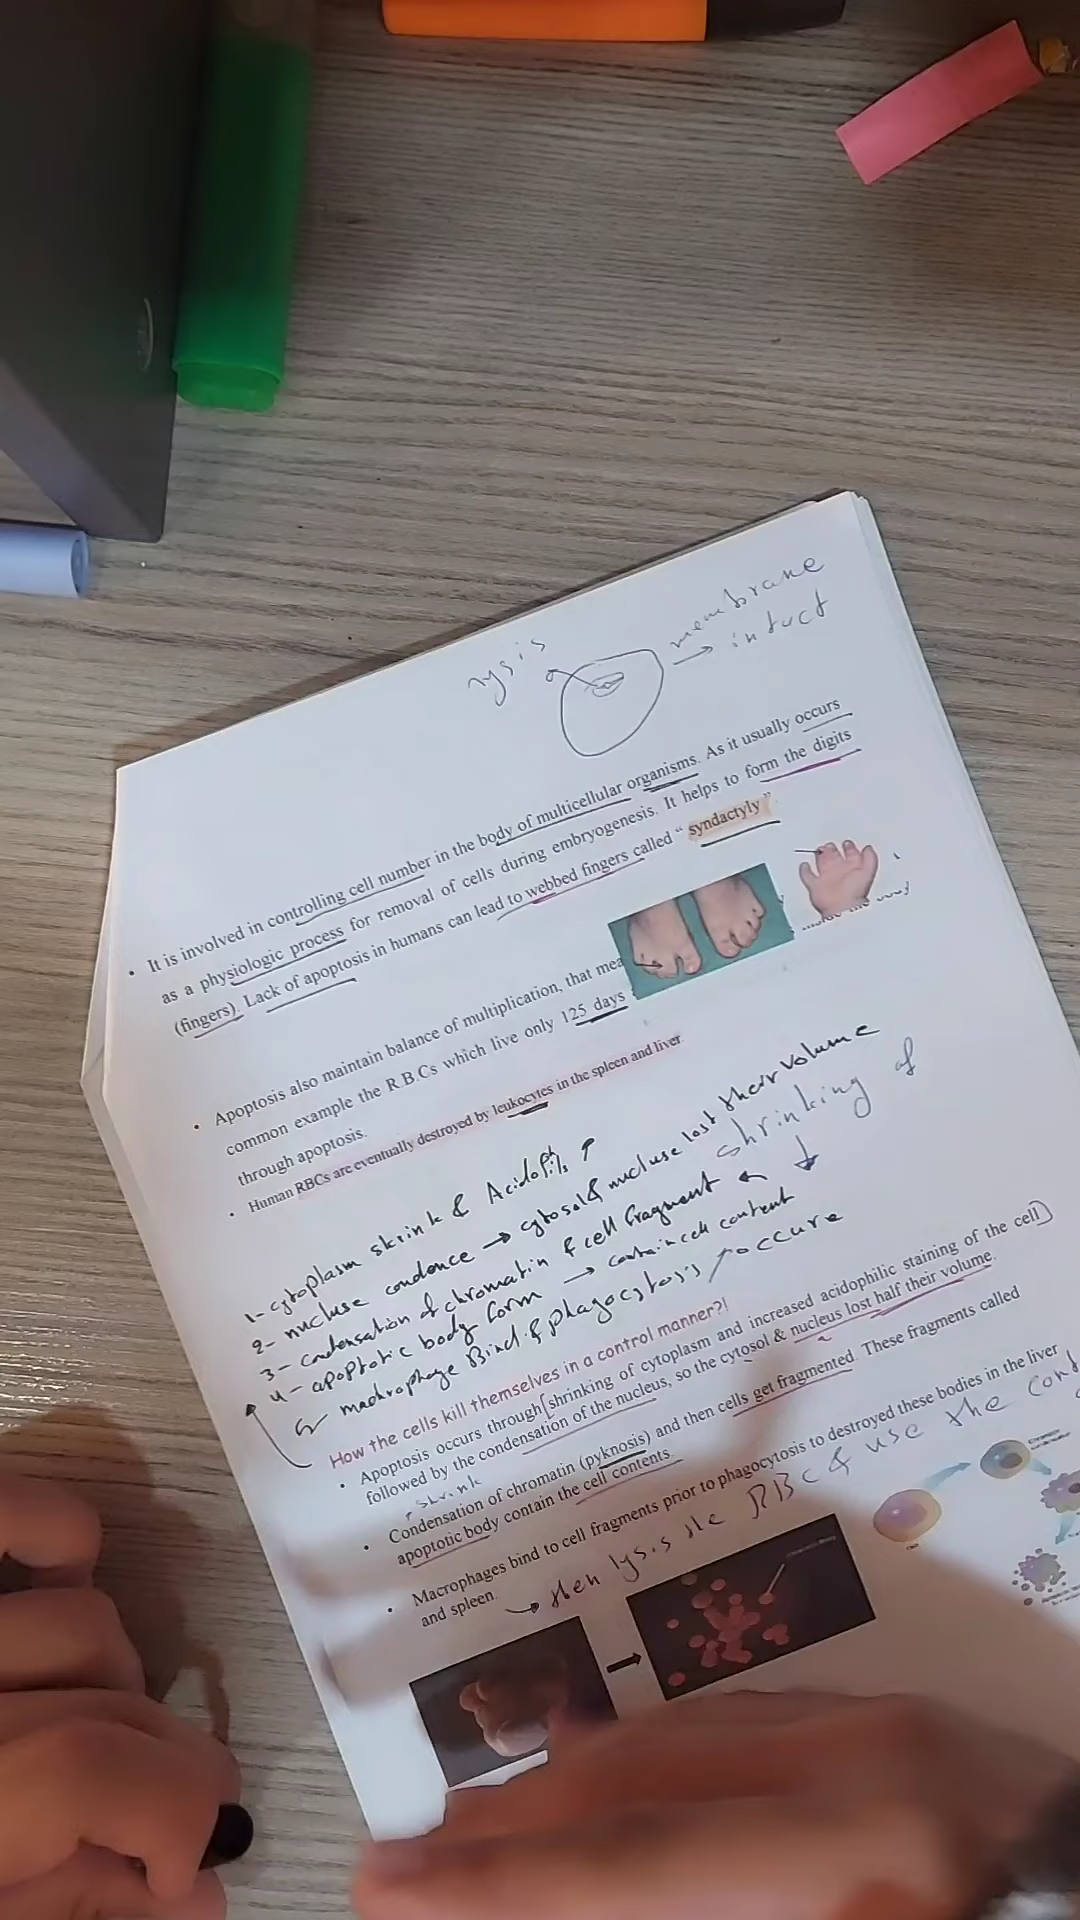 lysis
membrane
→ intact
• It is involved in controlling cell number in the body of multicellular organisms. As it usually occurs
as a physiologic process for removal of cells during embryogenesis. It helps to form the digits
(fingers). Lack of apoptosis in humans can lead to webbed fingers called " syndactyly "
• Apoptosis also maintain balance of multiplication, that mea
common example the R.B.Cs which live only 125 days
through apoptosis.
• Human RBCs are eventually destroyed by leukocytes in the spleen and liver.
1- cytoplasm skrink & Acidophils ↑
2- nucluse condence → cytosol & nucluse lost their volume
3- condensation of chromatin & cell fragment
shrinking of
4- apoptotic body form → contain cell content
machrophage Bind & phagocytosis occure
How the cells kill themselves in a control manner?!
• Apoptosis occurs through [shrinking of cytoplasm and increased acidophilic staining of the cell]
followed by the condensation of the nucleus, so the cytosol & nucleus lost half their volume.
shrink
• Condensation of chromatin (pyknosis) and then cells get fragmented. These fragments called
apoptotic body contain the cell contents.
• Macrophages bind to cell fragments prior to phagocytosis to destroyed these bodies in the liver
and spleen.
→ then lysis the RBC & use the